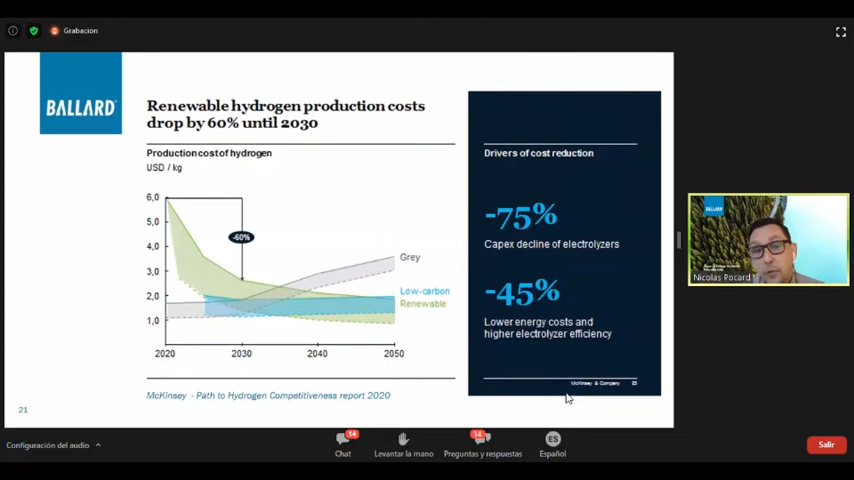 Grabación
BALLARD
Renewable hydrogen production costs
drop by 60% until 2030
Production cost of hydrogen
USD / kg
6,0
5,0
4,0
3,0
2,0
1,0
-60%
Grey
Low-carbon
Renewable
2020
2030
2040
2050
McKinsey - Path to Hydrogen Competitiveness report 2020
21
Drivers of cost reduction
-75%
Capex decline of electrolyzers
-45%
Lower energy costs and
higher electrolyzer efficiency
McKinsey & Company
BALLARD
Nicolas Pocard
Configuración del audio
14
Chat
Levantar la mano
14
Preguntas y respuestas
ES
Español
Salir